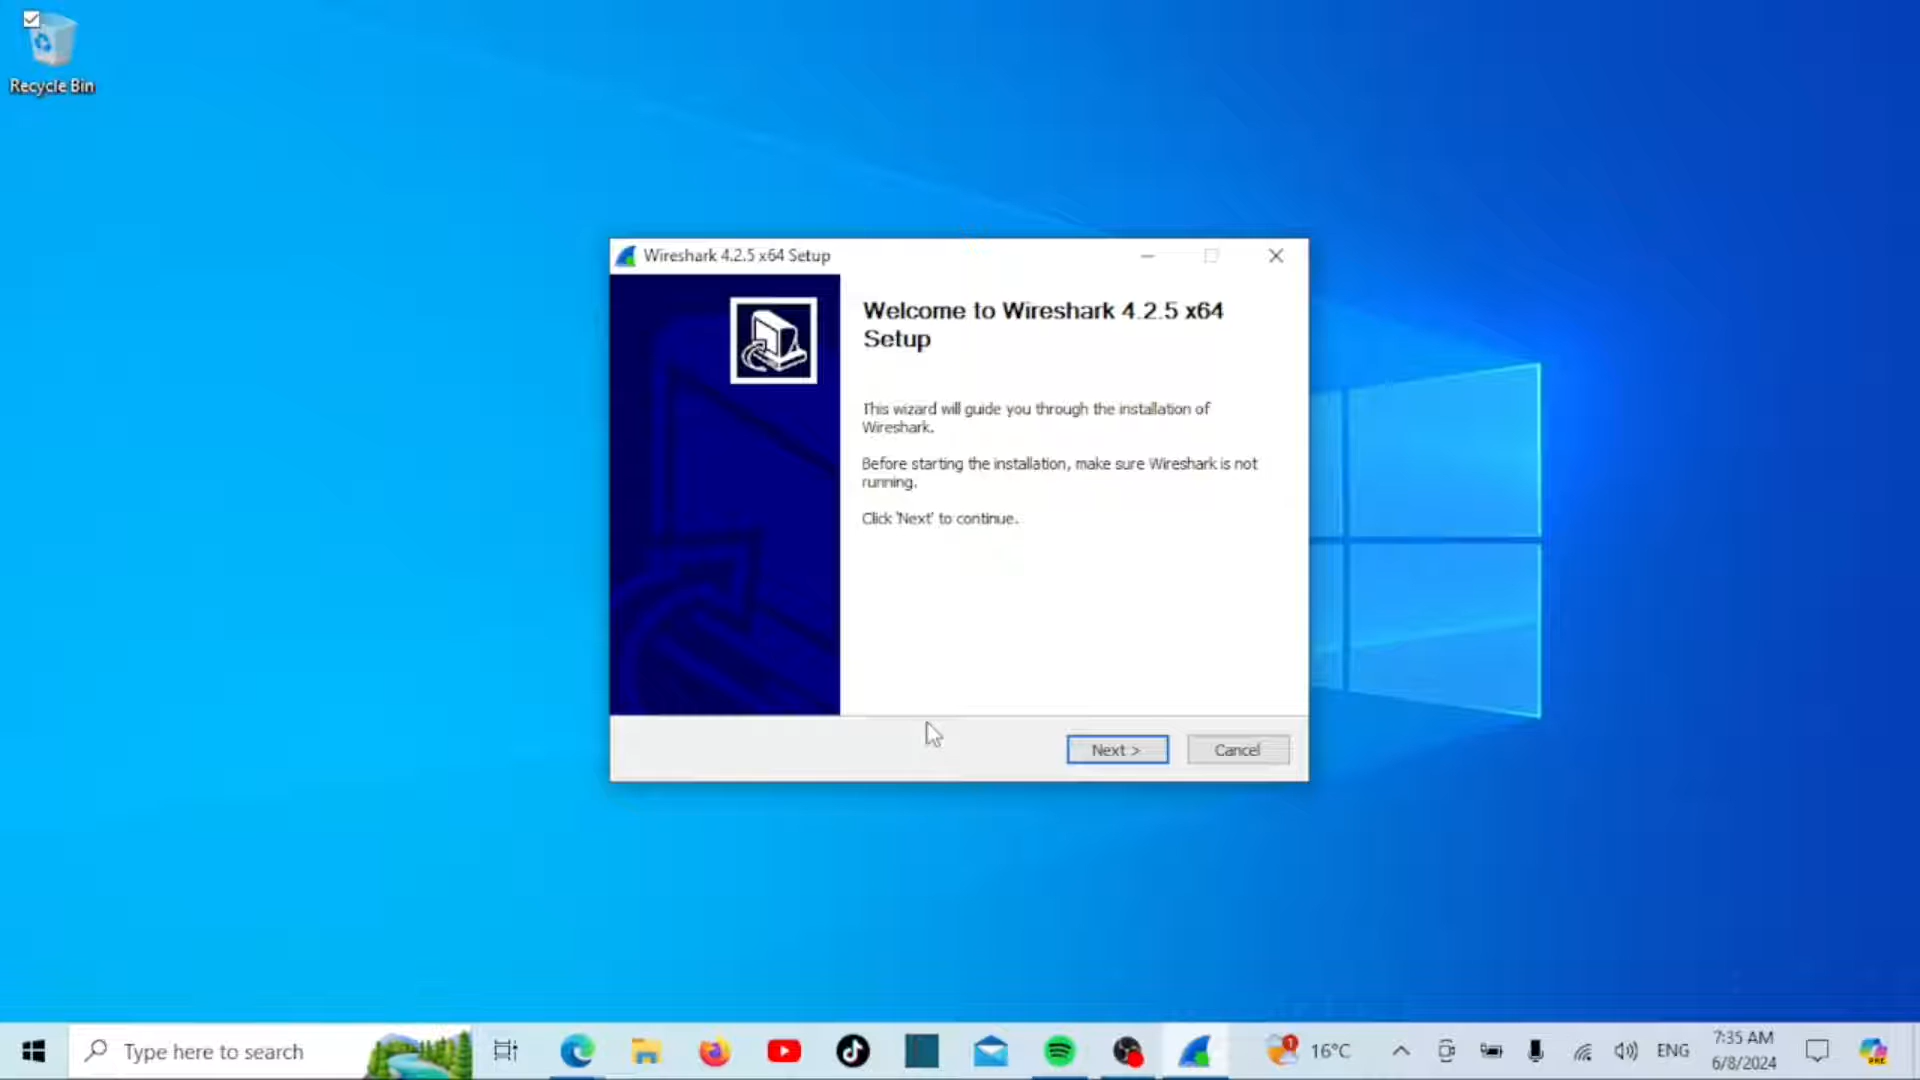 Recycle Bin
Wireshark 4.2.5 x64 Setup
Welcome to Wireshark 4.2.5 x64
Setup
This wizard will guide you through the installation of
Wireshark.
Before starting the installation, make sure Wireshark is not
running.
Click 'Next' to continue.
Next >
Cancel
Type here to search
1
16°C
ENG
7:35 AM
6/8/2024
PRE